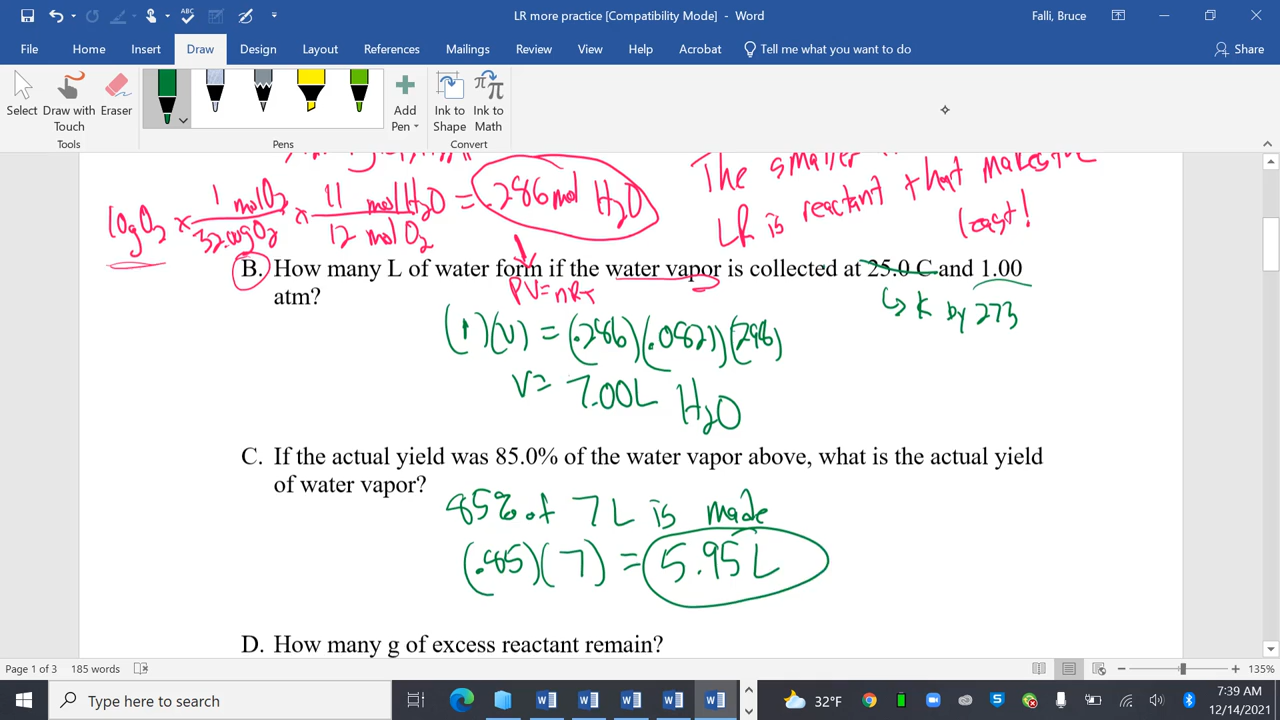 LR more practice [Compatibility Mode] - Word
Falli, Bruce
File Home Insert Draw Design Layout References Mailings Review View Help Acrobat Tell me what you want to do Share
Select Draw with Touch Eraser Add Pen Ink to Shape Ink to Math
Tools Pens Convert
The smaller
LR is reactant that makes the
least!
10g O2 x 1 mol O2 / 32.00g O2 x 11 mol H2O / 12 mol O2 = .286 mol H2O
B. How many L of water form if the water vapor is collected at 25.0 C and 1.00
atm?
PV=nRT
↳ K by 273
(1)(V) = (.286)(.0821)(298)
V= 7.00L H2O
C. If the actual yield was 85.0% of the water vapor above, what is the actual yield
of water vapor?
85% of 7 L is made
(.85)(7) = 5.95 L
D. How many g of excess reactant remain?
Page 1 of 3 185 words 135%
Type here to search 32°F 7:39 AM
12/14/2021